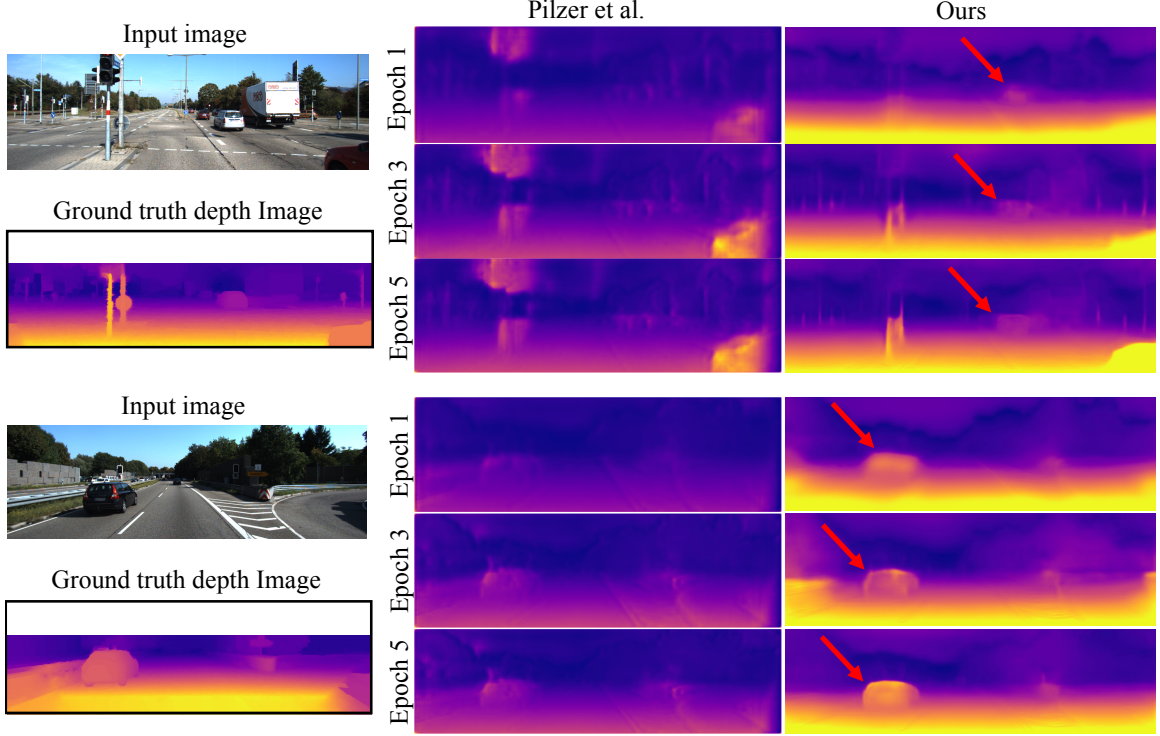 Pilzer et al.
Ours
Input image
Ground truth depth Image
Epoch 1
Epoch 3
Epoch 5
Input image
Ground truth depth Image
Epoch 1
Epoch 3
Epoch 5